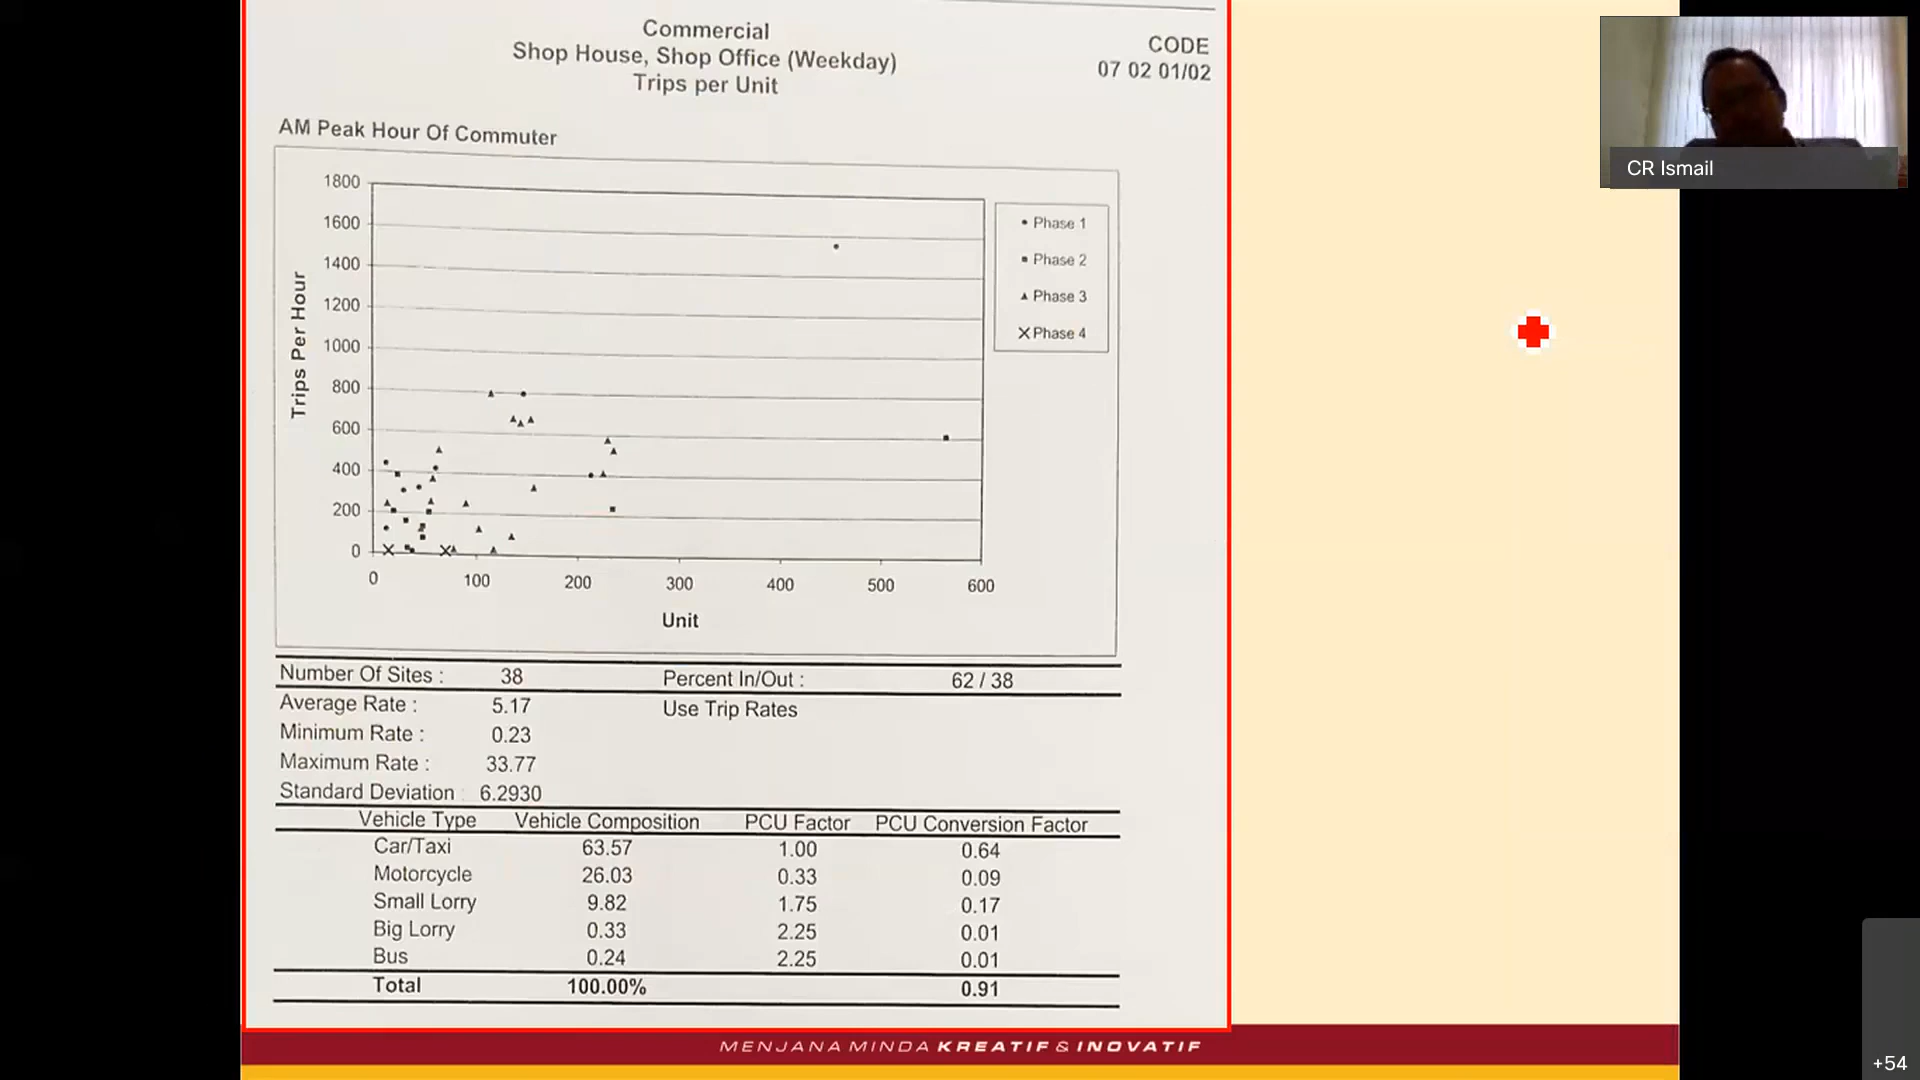 Commercial
Shop House, Shop Office (Weekday)
Trips per Unit
CODE
07 02 01/02
CR Ismail
AM Peak Hour Of Commuter
1800
1600
1400
1200
1000
800
600
400
200
0
Trips Per Hour
0 100 200 300 400 500 600
Unit
Phase 1
Phase 2
Phase 3
Phase 4
Number Of Sites : 38 Percent In/Out : 62 / 38
Average Rate : 5.17 Use Trip Rates
Minimum Rate : 0.23
Maximum Rate : 33.77
Standard Deviation : 6.2930
Vehicle Type Vehicle Composition PCU Factor PCU Conversion Factor
Car/Taxi 63.57 1.00 0.64
Motorcycle 26.03 0.33 0.09
Small Lorry 9.82 1.75 0.17
Big Lorry 0.33 2.25 0.01
Bus 0.24 2.25 0.01
Total 100.00% 0.91
MENJANA MINDA KREATIF & INOVATIF
+54